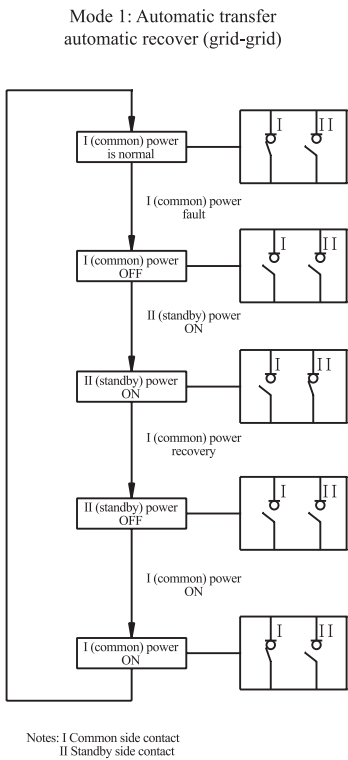 Mode 1: Automatic transfer
automatic recover (grid-grid)
I (common) power
is normal
I II
I (common) power
fault
I (common) power
OFF
I II
II (standby) power
ON
II (standby) power
ON
I II
I (common) power
recovery
II (standby) power
OFF
I II
I (common) power
ON
I (common) power
ON
I II
Notes: I Common side contact
II Standby side contact